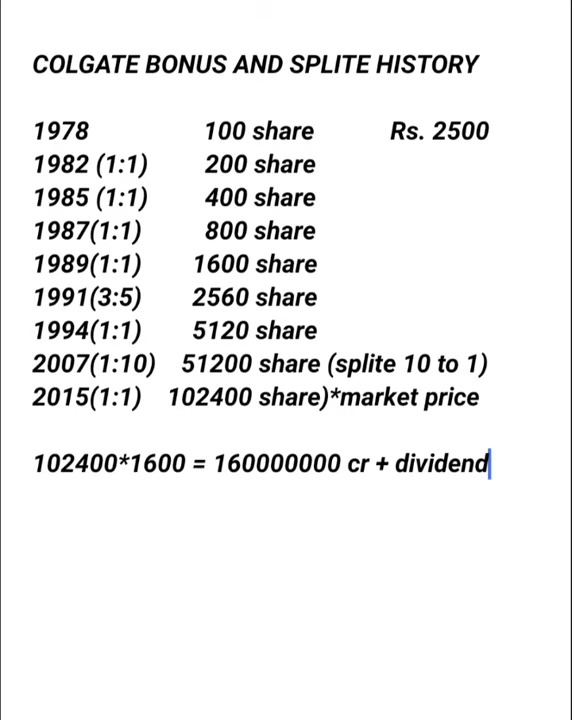 COLGATE BONUS AND SPLITE HISTORY
1978 100 share Rs. 2500
1982 (1:1) 200 share
1985 (1:1) 400 share
1987(1:1) 800 share
1989(1:1) 1600 share
1991(3:5) 2560 share
1994(1:1) 5120 share
2007(1:10) 51200 share (splite 10 to 1)
2015(1:1) 102400 share)*market price
102400*1600 = 160000000 cr + dividend